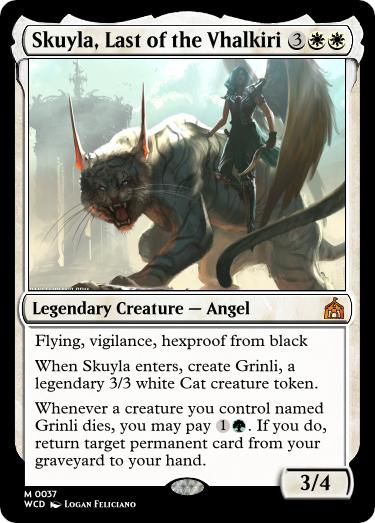 Skuyla, Last of the Vhalkiri 3
Legendary Creature — Angel
Flying, vigilance, hexproof from black
When Skuyla enters, create Grinli, a
legendary 3/3 white Cat creature token.
Whenever a creature you control named
Grinli dies, you may pay 1. If you do,
return target permanent card from your
graveyard to your hand.
3/4
M 0037
WCD Logan Feliciano